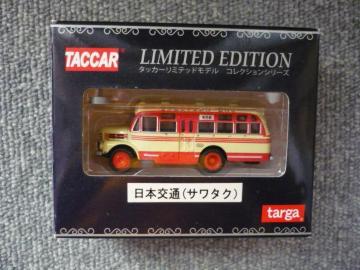 TACCAR
LIMITED EDITION
タッカーリミテッドモデル コレクションシリーズ
日本交通(サワタク)
targa